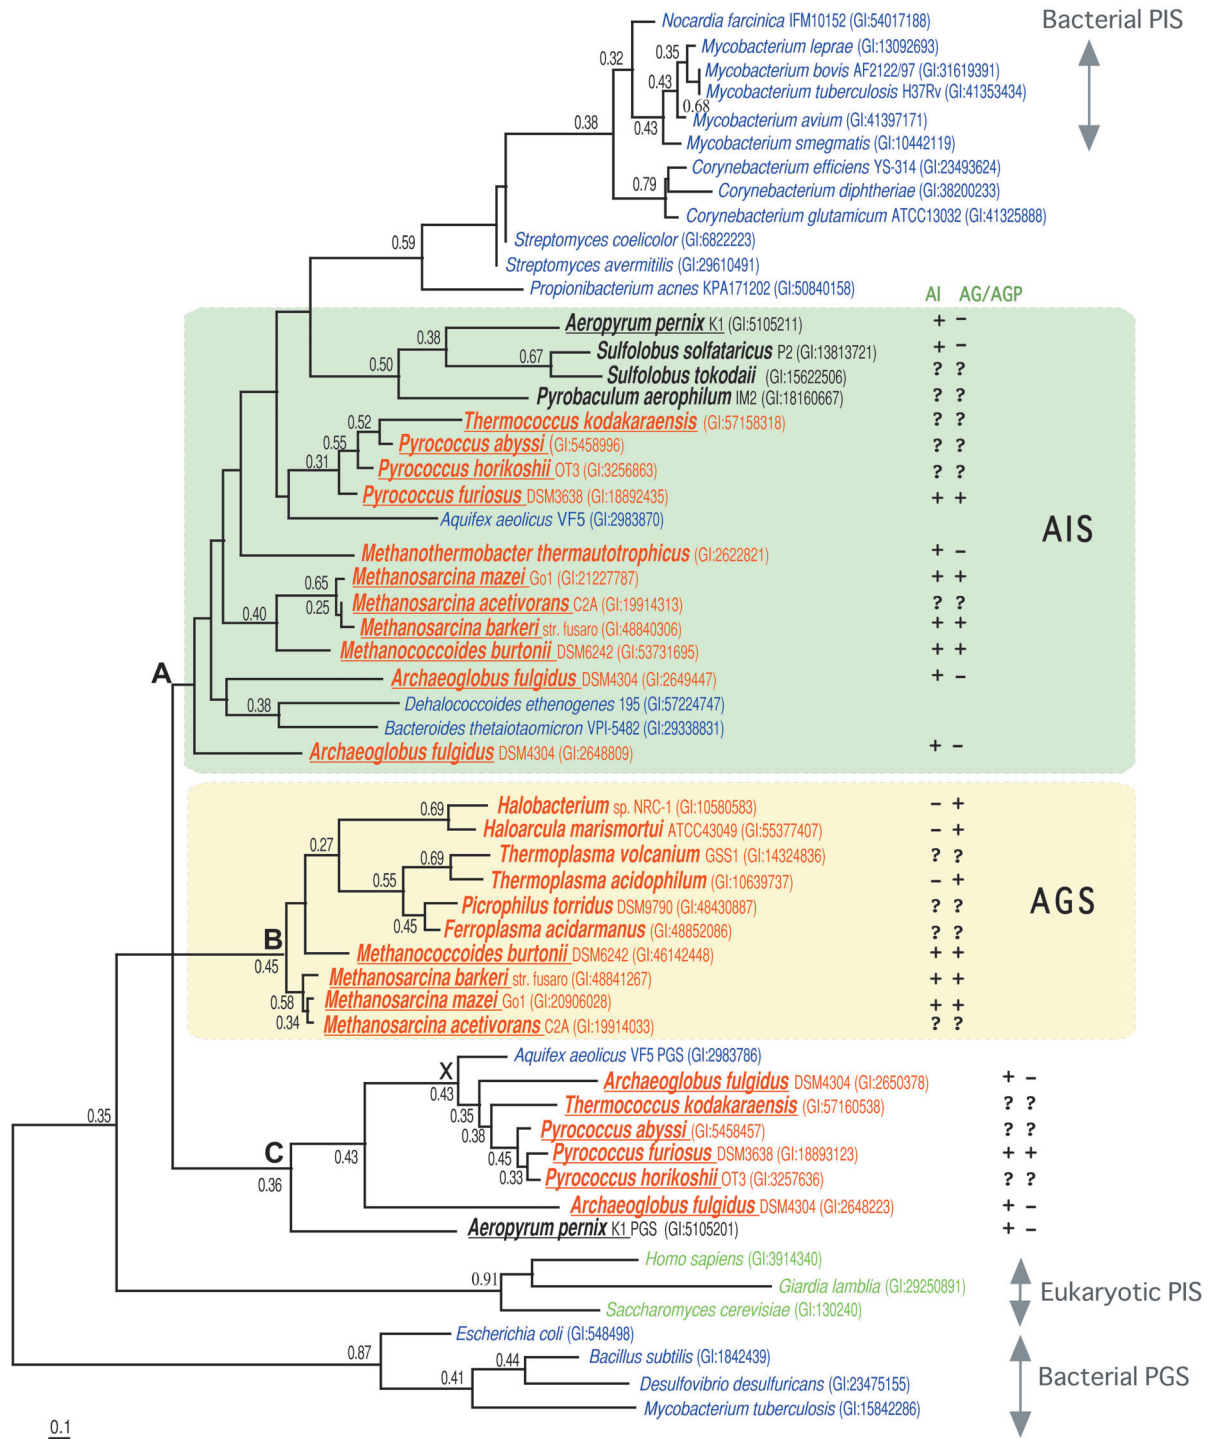 Nocardia farcinica IFM10152 (GI:54017188)
Bacterial PIS
0.35 Mycobacterium leprae (GI:13092693)
0.32
Mycobacterium bovis AF2122/97 (GI:31619391)
0.43
Mycobacterium tuberculosis H37Rv (GI:41353434)
0.68
0.38
0.43
Mycobacterium avium (GI:41397171)
Mycobacterium smegmatis (GI:10442119)
Corynebacterium efficiens YS-314 (GI:23493624)
0.79
Corynebacterium diphtheriae (GI:38200233)
Corynebacterium glutamicum ATCC13032 (GI:41325888)
0.59
Streptomyces coelicolor (GI:6822223)
Streptomyces avermitilis (GI:29610491)
Propionibacterium acnes KPA171202 (GI:50840158)
AI AG/AGP
Aeropyrum pernix K1 (GI:5105211) + –
0.38
Sulfolobus solfataricus P2 (GI:13813721) + –
0.67
0.50
Sulfolobus tokodaii (GI:15622506) ? ?
Pyrobaculum aerophilum IM2 (GI:18160667) ? ?
0.52
Thermococcus kodakaraensis (GI:57158318) ? ?
0.55
Pyrococcus abyssi (GI:5458996) ? ?
0.31
Pyrococcus horikoshii OT3 (GI:3256863) ? ?
Pyrococcus furiosus DSM3638 (GI:18892435) + +
Aquifex aeolicus VF5 (GI:2983870)
AIS
Methanothermobacter thermautotrophicus (GI:2622821) + –
0.65
Methanosarcina mazei Go1 (GI:21227787) + +
0.25
Methanosarcina acetivorans C2A (GI:19914313) ? ?
0.40
Methanosarcina barkeri str. fusaro (GI:48840306) + +
Methanococcoides burtonii DSM6242 (GI:53731695) + +
A
Archaeoglobus fulgidus DSM4304 (GI:2649447) + –
0.38
Dehalococcoides ethenogenes 195 (GI:57224747)
Bacteroides thetaiotaomicron VPI-5482 (GI:29338831)
Archaeoglobus fulgidus DSM4304 (GI:2648809) + –
0.69
Halobacterium sp. NRC-1 (GI:10580583) – +
Haloarcula marismortui ATCC43049 (GI:55377407) – +
0.27
0.69
Thermoplasma volcanium GSS1 (GI:14324836) ? ?
0.55
Thermoplasma acidophilum (GI:10639737) – +
AGS
Picrophilus torridus DSM9790 (GI:48430887) ? ?
0.45
Ferroplasma acidarmanus (GI:48852086) ? ?
B
Methanococcoides burtonii DSM6242 (GI:46142448) + +
0.45
Methanosarcina barkeri str. fusaro (GI:48841267) + +
0.58
Methanosarcina mazei Go1 (GI:20906028) + +
0.34
Methanosarcina acetivorans C2A (GI:19914033) ? ?
Aquifex aeolicus VF5 PGS (GI:2983786)
X
Archaeoglobus fulgidus DSM4304 (GI:2650378) + –
0.43
0.35
Thermococcus kodakaraensis (GI:57160538) ? ?
0.35
0.38
Pyrococcus abyssi (GI:5458457) ? ?
C
0.43
0.45
Pyrococcus furiosus DSM3638 (GI:18893123) + +
0.33
Pyrococcus horikoshii OT3 (GI:3257636) ? ?
0.36
Archaeoglobus fulgidus DSM4304 (GI:2648223) + –
Aeropyrum pernix K1 PGS (GI:5105201) + –
Homo sapiens (GI:3914340)
0.91
Giardia lamblia (GI:29250891)
Eukaryotic PIS
Saccharomyces cerevisiae (GI:130240)
Escherichia coli (GI:548498)
0.87
0.44
Bacillus subtilis (GI:1842439)
0.41
Desulfovibrio desulfuricans (GI:23475155)
Bacterial PGS
Mycobacterium tuberculosis (GI:15842286)
0.1